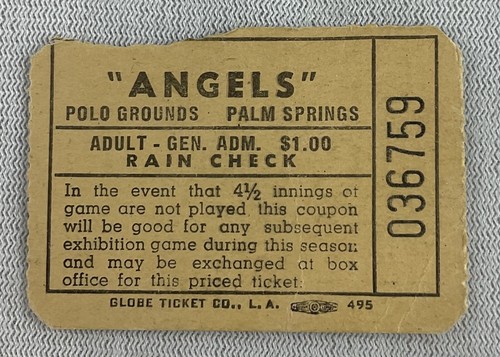 "ANGELS"
POLO GROUNDS PALM SPRINGS
ADULT - GEN. ADM. $1.00
RAIN CHECK
In the event that 4½ innings of
game are not played this coupon
will be good for any subsequent
exhibition game during this season
and may be exchanged at box
office for this priced ticket.
GLOBE TICKET CO., L. A. 495
036759